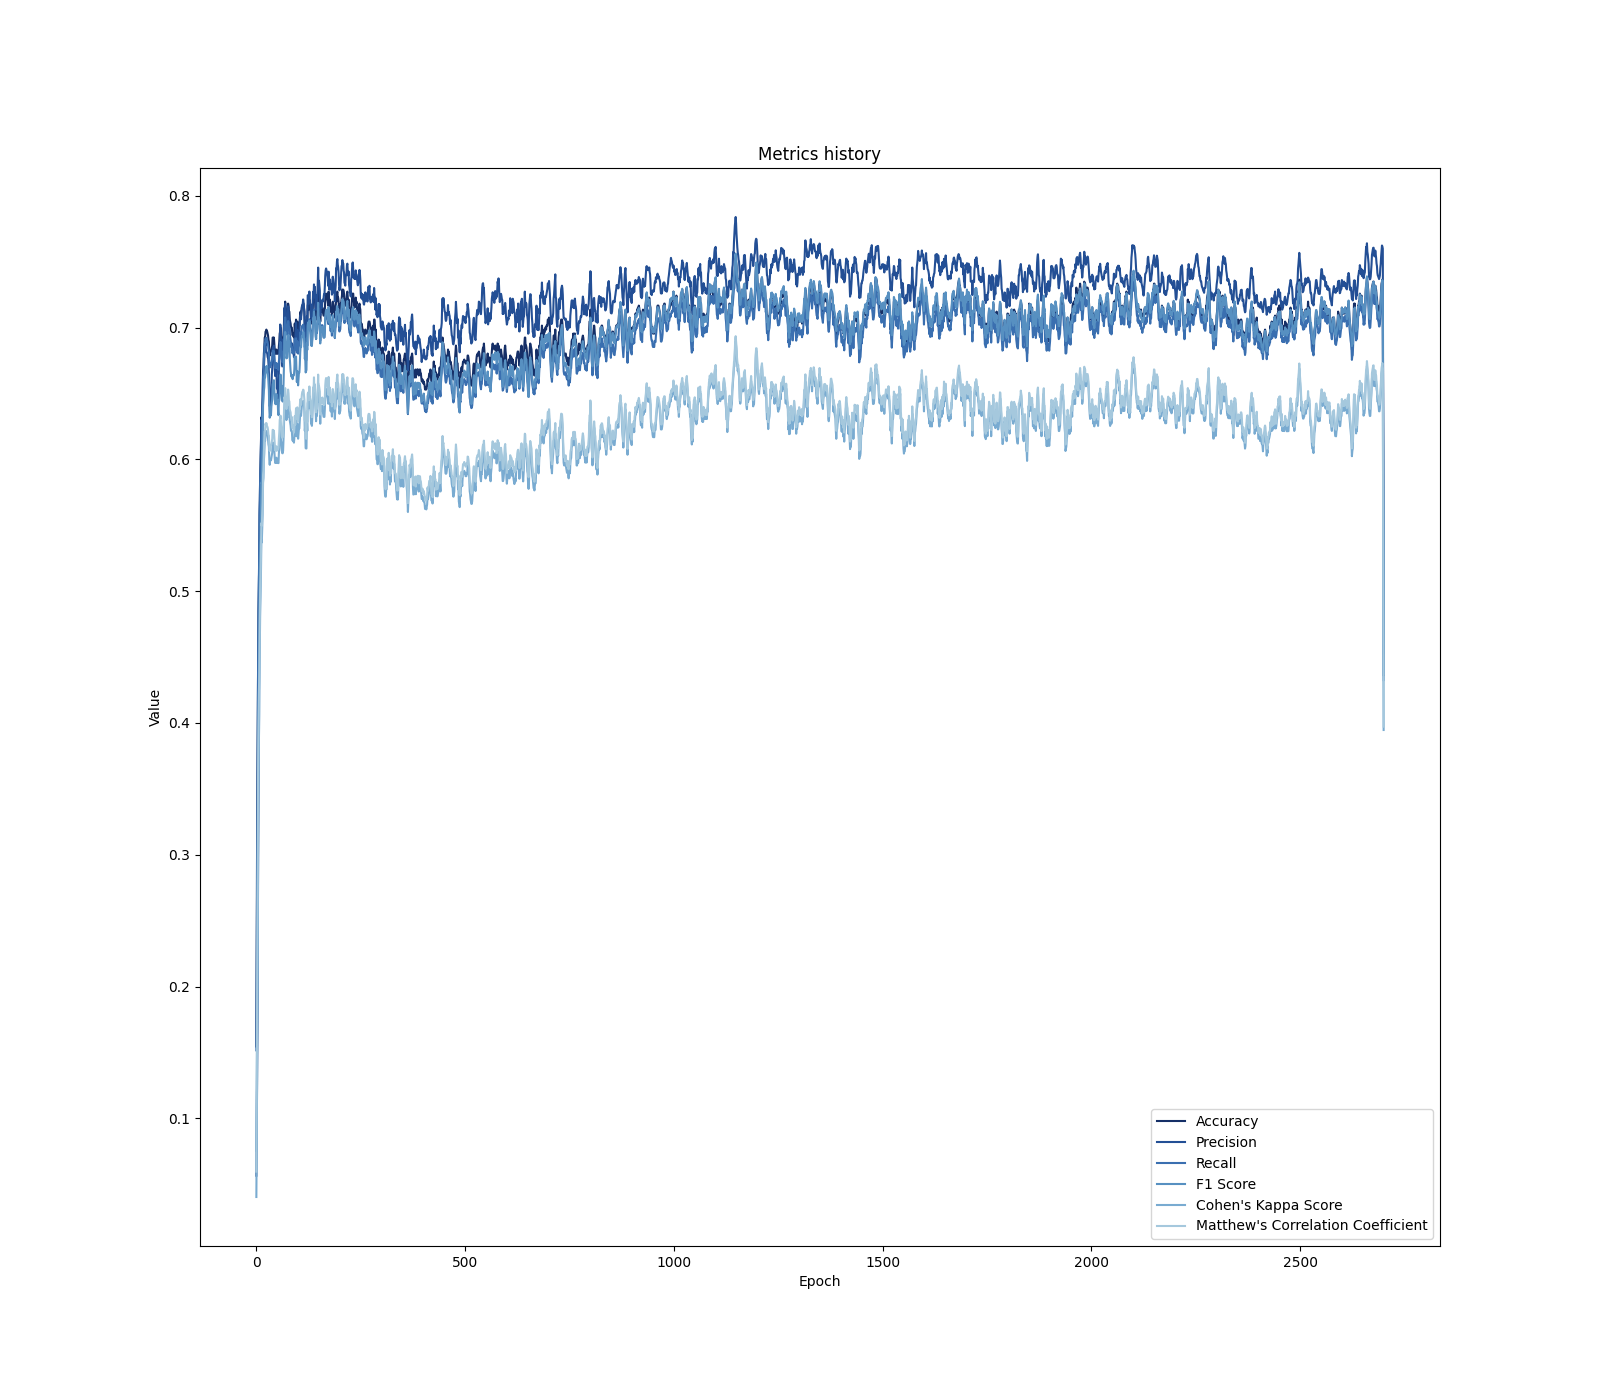 Metrics history
0.8
0.7
0.6
0.5
0.4
0.3
0.2
0.1
Value
0 500 1000 1500 2000 2500
Epoch
Accuracy
Precision
Recall
F1 Score
Cohen's Kappa Score
Matthew's Correlation Coefficient